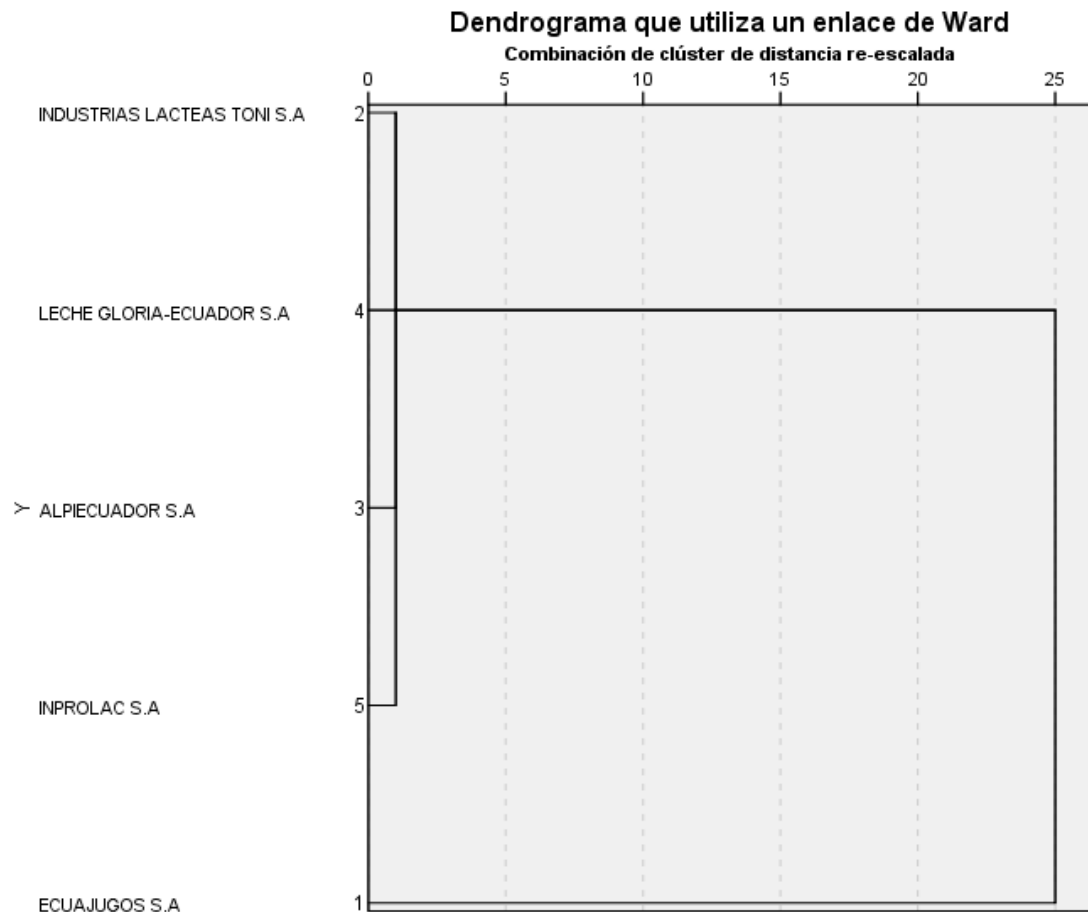 Dendrograma que utiliza un enlace de Ward
Combinación de clúster de distancia re-escalada
0 5 10 15 20 25
INDUSTRIAS LACTEAS TONI S.A 2
LECHE GLORIA-ECUADOR S.A 4
Y ALPIECUADOR S.A 3
INPROLAC S.A 5
ECUAJUGOS S.A 1